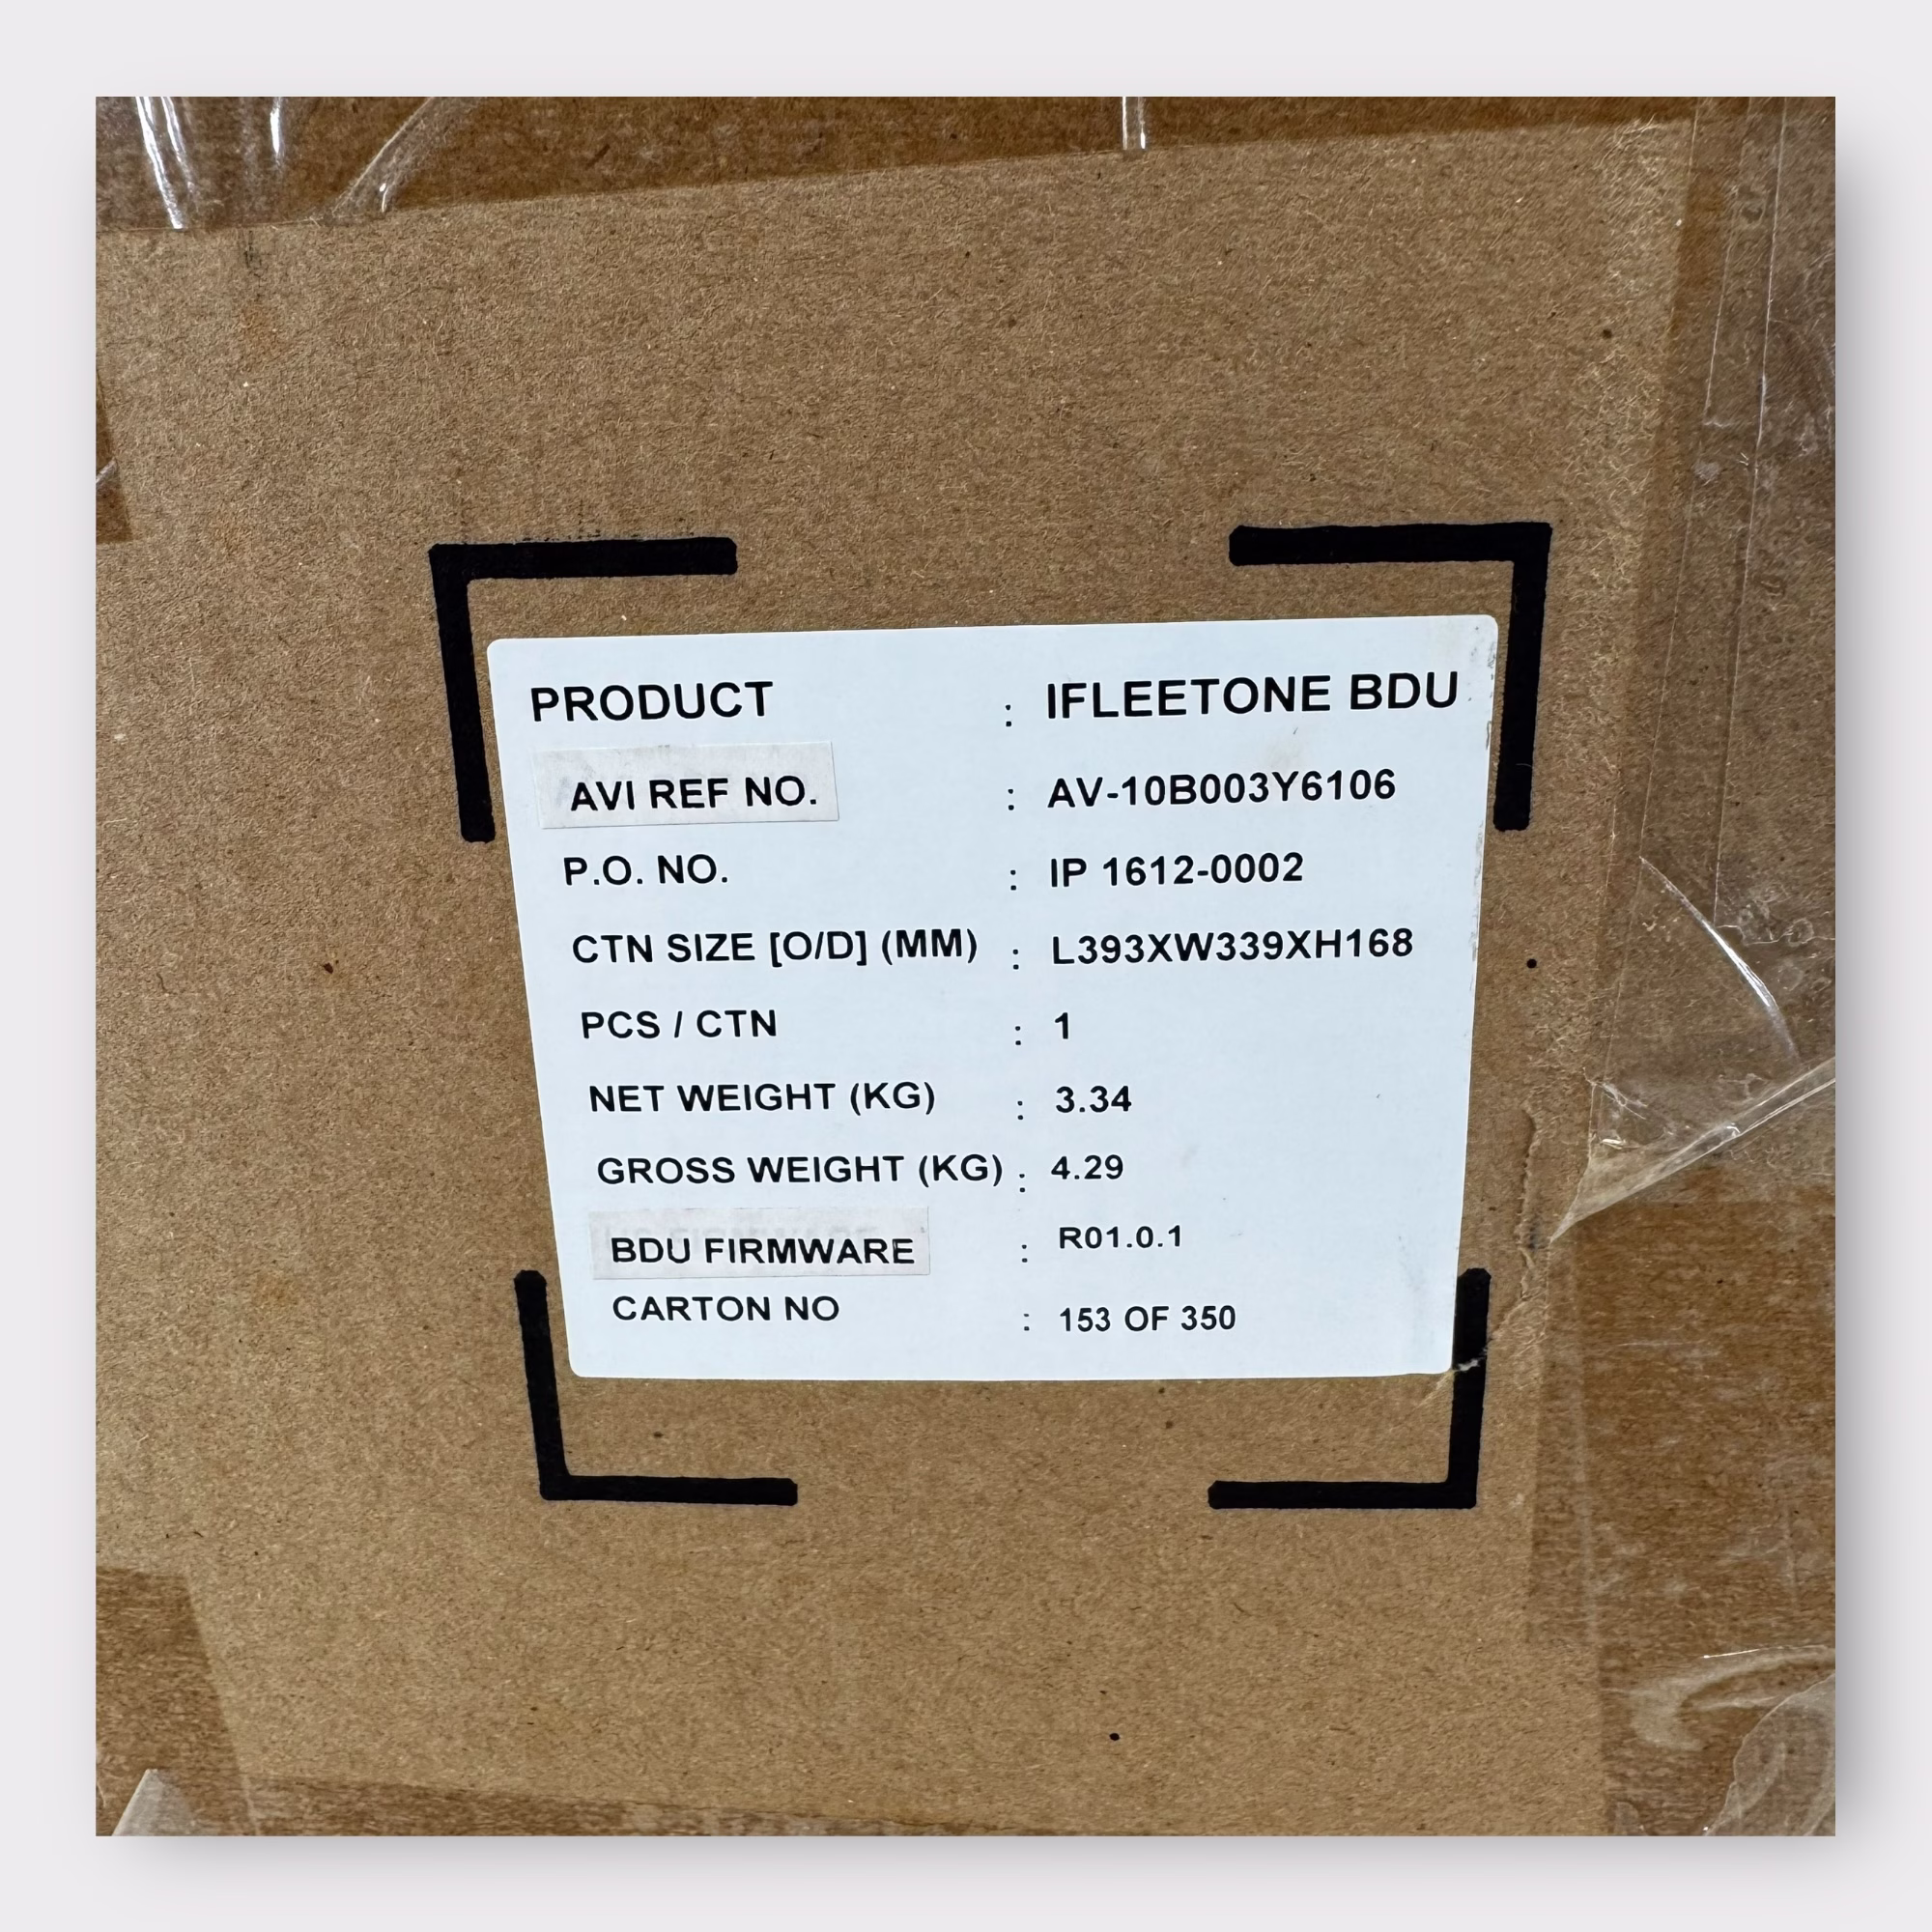 PRODUCT : IFLEETONE BDU
AVI REF NO. : AV-10B003Y6106
P.O. NO. : IP 1612-0002
CTN SIZE [O/D] (MM) : L393XW339XH168
PCS / CTN : 1
NET WEIGHT (KG) : 3.34
GROSS WEIGHT (KG) : 4.29
BDU FIRMWARE : R01.0.1
CARTON NO : 153 OF 350